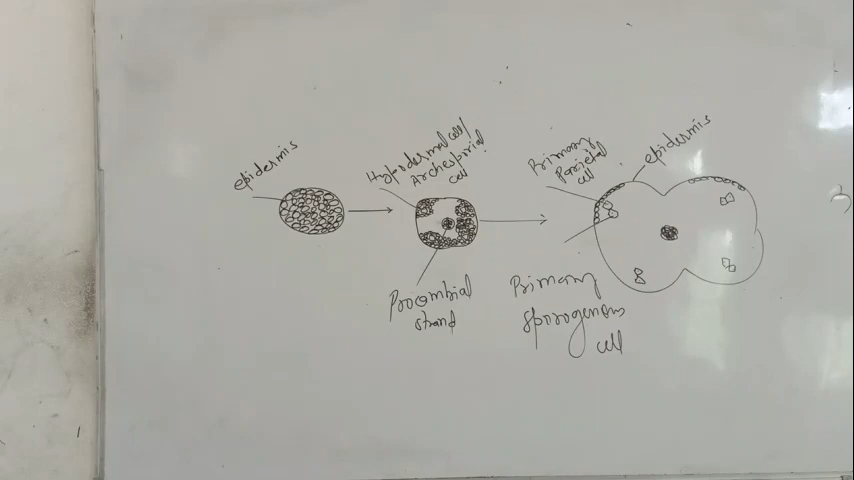 epidermis
Hypodermal cell/
Archesporial
cell
Procambial
strand
Primary
Parietal
cell
epidermis
Primary
Sporogenous
cell